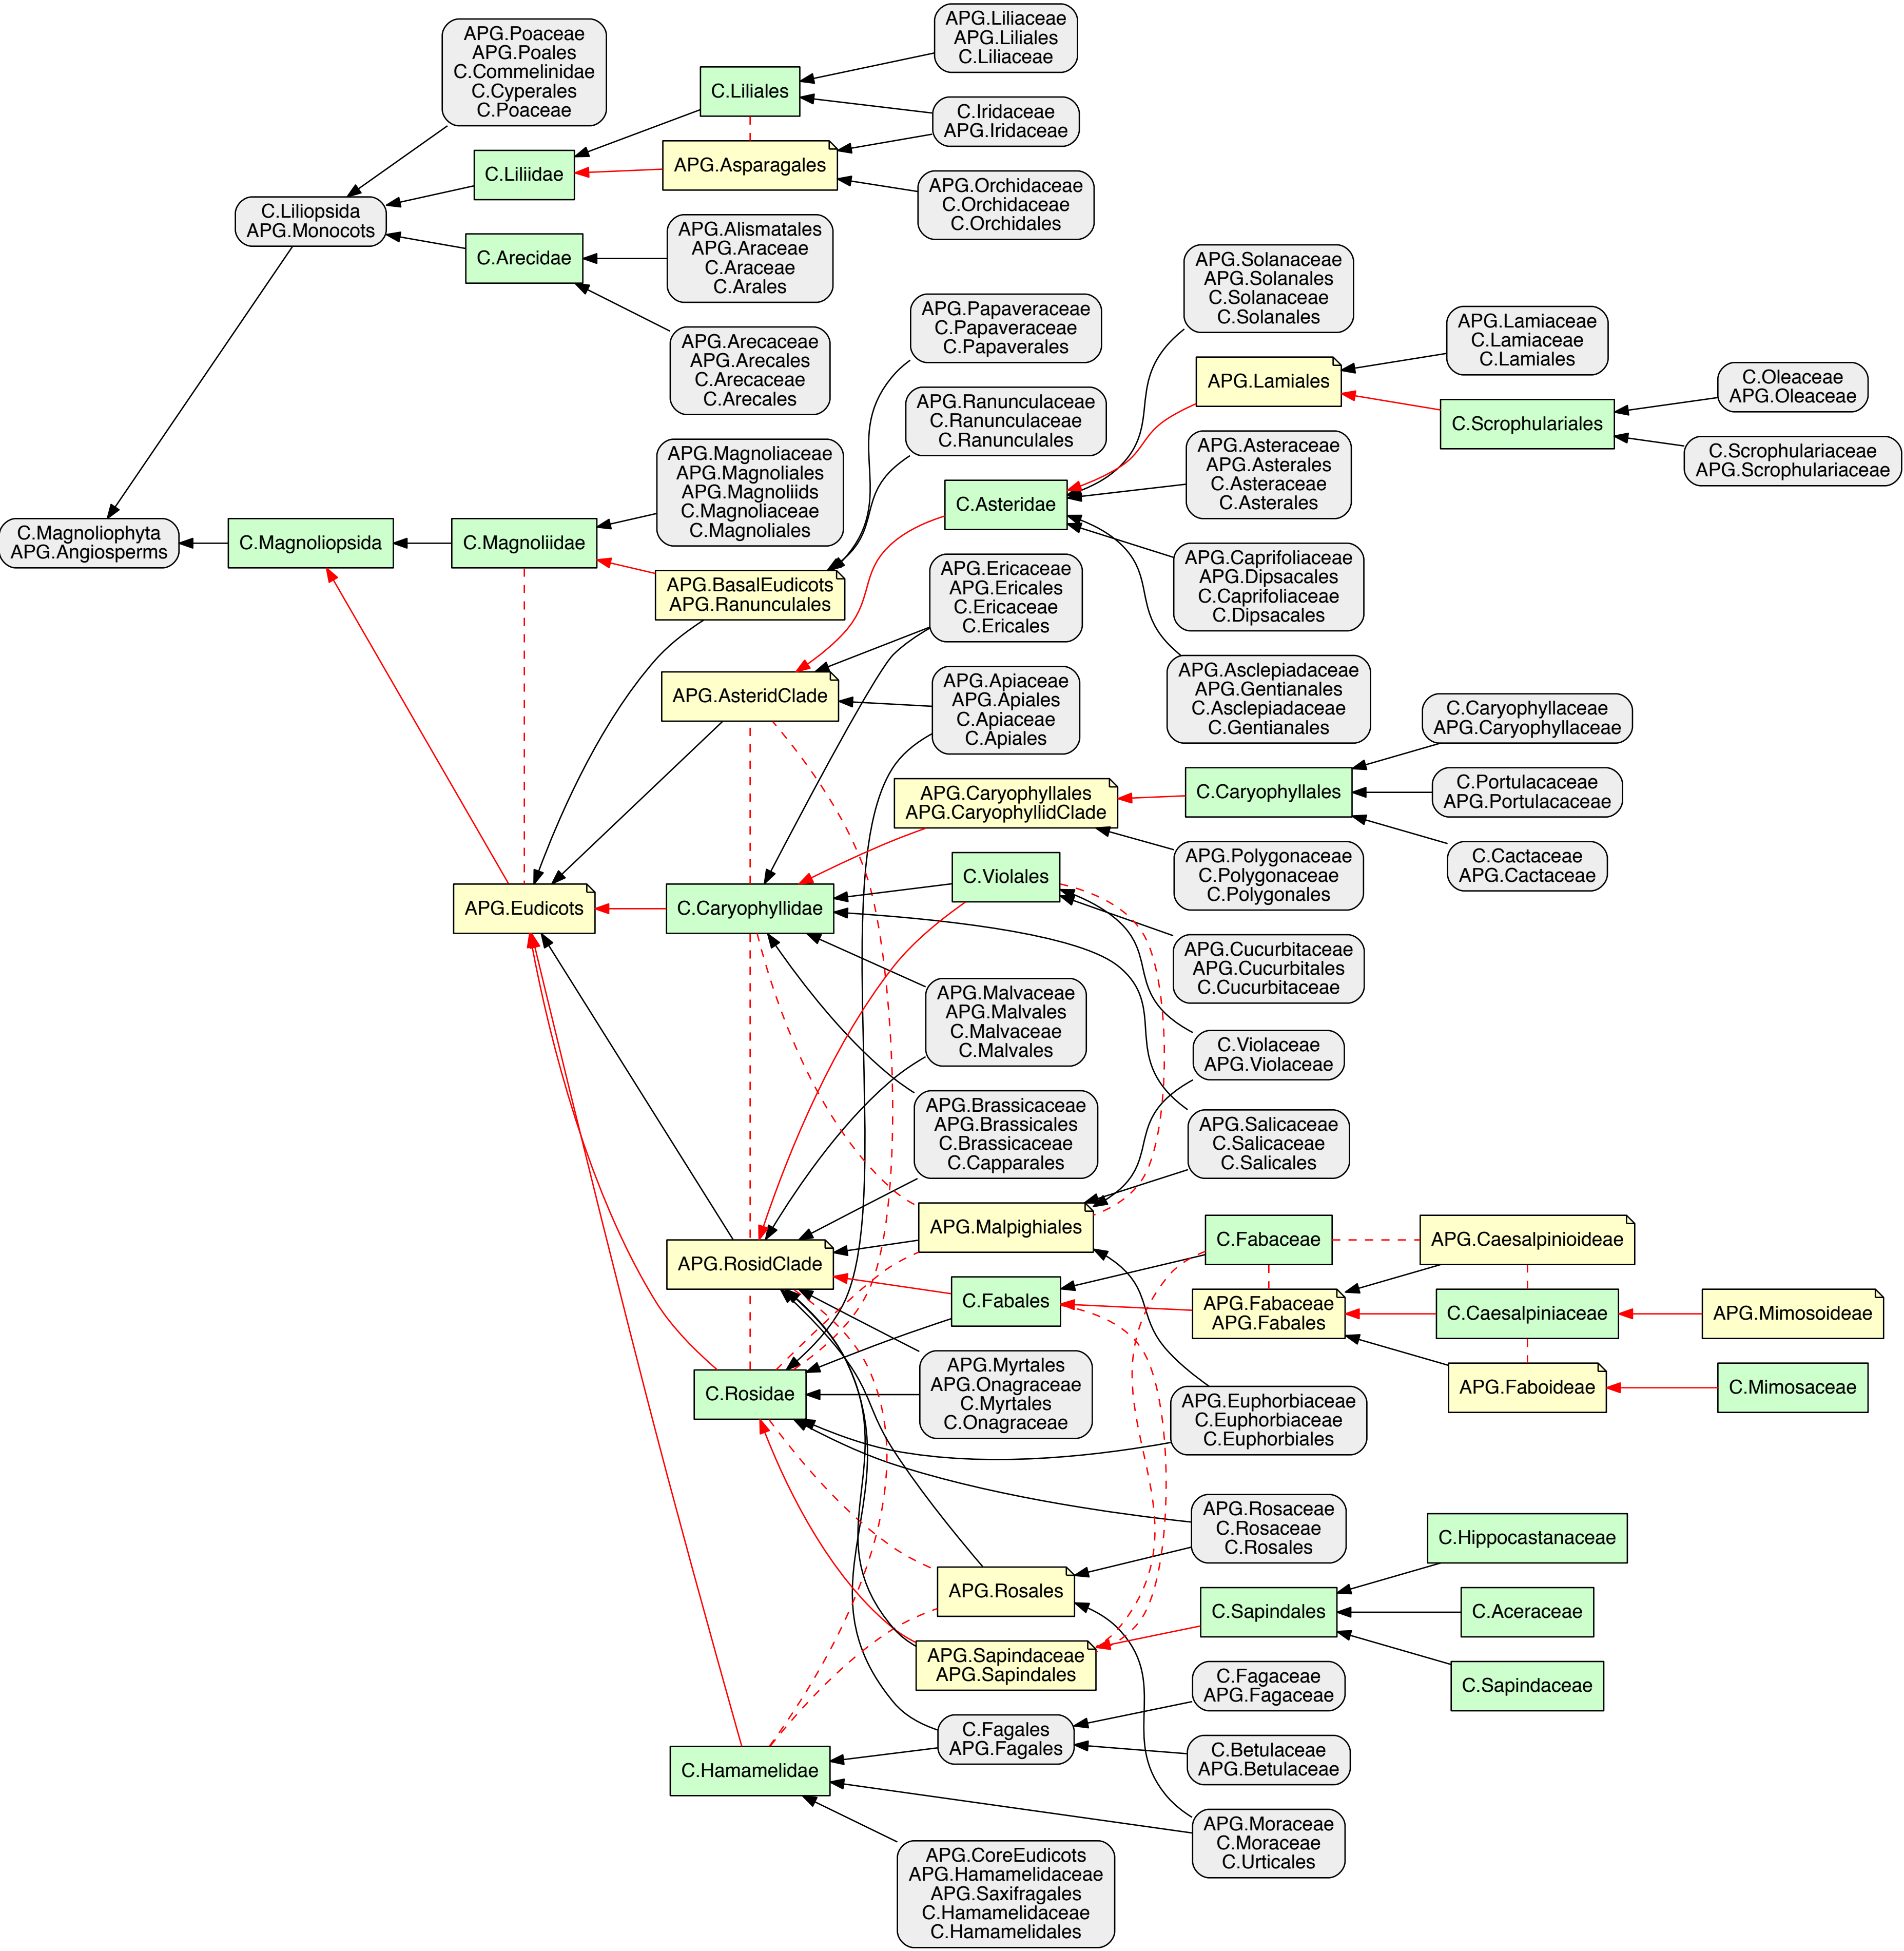 APG.Poaceae
APG.Poales
C.Commelinidae
C.Cyperales
C.Poaceae
APG.Liliaceae
APG.Liliales
C.Liliaceae
C.Liliales
C.Iridaceae
APG.Iridaceae
APG.Asparagales
C.Liliidae
APG.Orchidaceae
C.Orchidaceae
C.Orchidales
C.Liliopsida
APG.Monocots
C.Arecidae
APG.Alismatales
APG.Araceae
C.Araceae
C.Arales
APG.Arecaceae
APG.Arecales
C.Arecaceae
C.Arecales
APG.Solanaceae
APG.Solanales
C.Solanaceae
C.Solanales
APG.Papaveraceae
C.Papaveraceae
C.Papaverales
APG.Lamiaceae
C.Lamiaceae
C.Lamiales
APG.Lamiales
C.Oleaceae
APG.Oleaceae
APG.Ranunculaceae
C.Ranunculaceae
C.Ranunculales
C.Scrophulariales
C.Scrophulariaceae
APG.Scrophulariaceae
APG.Asteraceae
APG.Asterales
C.Asteraceae
C.Asterales
APG.Magnoliaceae
APG.Magnoliales
APG.Magnoliids
C.Magnoliaceae
C.Magnoliales
C.Asteridae
C.Magnoliophyta
APG.Angiosperms
C.Magnoliopsida
C.Magnoliidae
APG.BasalEudicots
APG.Ranunculales
APG.Caprifoliaceae
APG.Dipsacales
C.Caprifoliaceae
C.Dipsacales
APG.Ericaceae
APG.Ericales
C.Ericaceae
C.Ericales
APG.AsteridClade
APG.Apiaceae
APG.Apiales
C.Apiaceae
C.Apiales
APG.Asclepiadaceae
APG.Gentianales
C.Asclepiadaceae
C.Gentianales
C.Caryophyllaceae
APG.Caryophyllaceae
APG.Caryophyllales
APG.CaryophyllidClade
C.Caryophyllales
C.Portulacaceae
APG.Portulacaceae
C.Cactaceae
APG.Cactaceae
APG.Polygonaceae
C.Polygonaceae
C.Polygonales
C.Violales
APG.Eudicots
C.Caryophyllidae
APG.Cucurbitaceae
APG.Cucurbitales
C.Cucurbitaceae
APG.Malvaceae
APG.Malvales
C.Malvaceae
C.Malvales
C.Violaceae
APG.Violaceae
APG.Brassicaceae
APG.Brassicales
C.Brassicaceae
C.Capparales
APG.Salicaceae
C.Salicaceae
C.Salicales
APG.Malpighiales
APG.RosidClade
C.Fabaceae
APG.Caesalpinioideae
C.Fabales
APG.Fabaceae
APG.Fabales
C.Caesalpiniaceae
APG.Mimosoideae
APG.Faboideae
C.Mimosaceae
C.Rosidae
APG.Myrtales
APG.Onagraceae
C.Myrtales
C.Onagraceae
APG.Euphorbiaceae
C.Euphorbiaceae
C.Euphorbiales
APG.Rosaceae
C.Rosaceae
C.Rosales
C.Hippocastanaceae
APG.Rosales
C.Sapindales
C.Aceraceae
APG.Sapindaceae
APG.Sapindales
C.Sapindaceae
C.Fagaceae
APG.Fagaceae
C.Fagales
APG.Fagales
C.Betulaceae
APG.Betulaceae
C.Hamamelidae
APG.Moraceae
C.Moraceae
C.Urticales
APG.CoreEudicots
APG.Hamamelidaceae
APG.Saxifragales
C.Hamamelidaceae
C.Hamamelidales